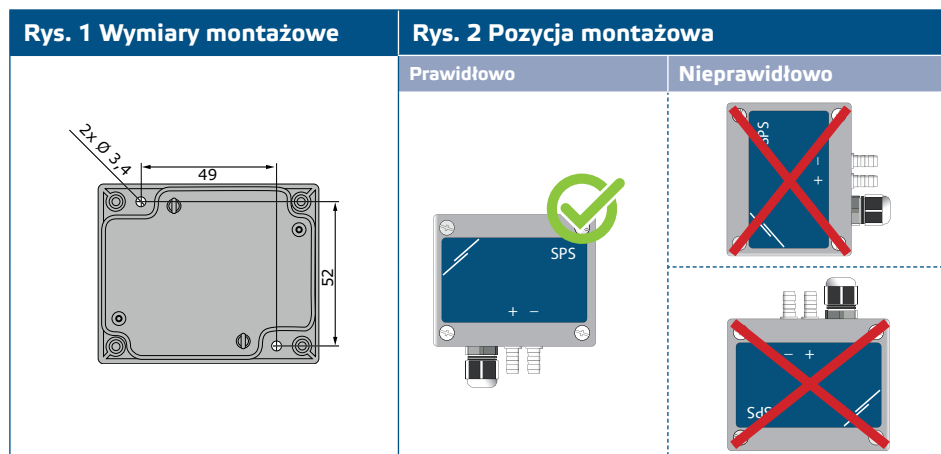 Rys. 1 Wymiary montażowe
Rys. 2 Pozycja montażowa
Prawidłowo
Nieprawidłowo
2x Ø 3,4
49
52
SPS
+ −
SPS
− +
− +
SPS